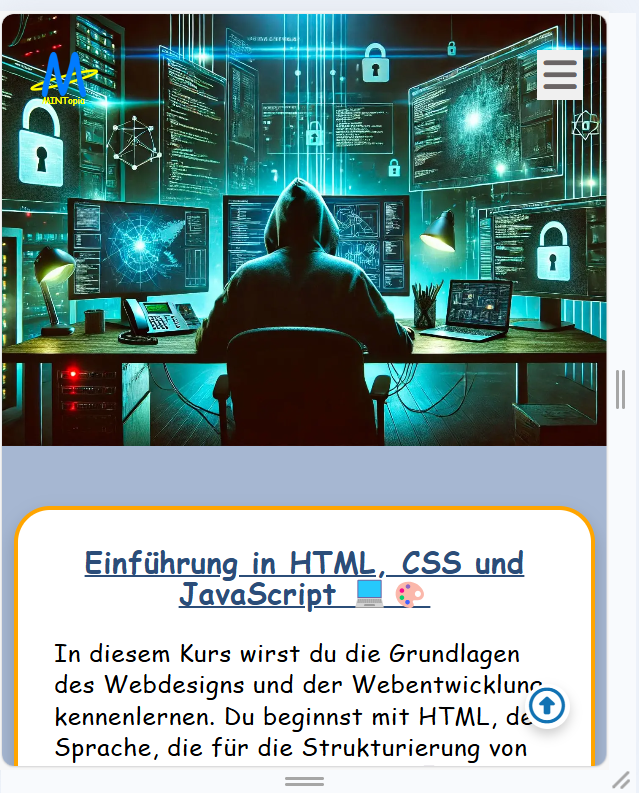 MINTopia
Einführung in HTML, CSS und
JavaScript 💻 🎨
In diesem Kurs wirst du die Grundlagen
des Webdesigns und der Webentwicklung
kennenlernen. Du beginnst mit HTML, de
Sprache, die für die Strukturierung von